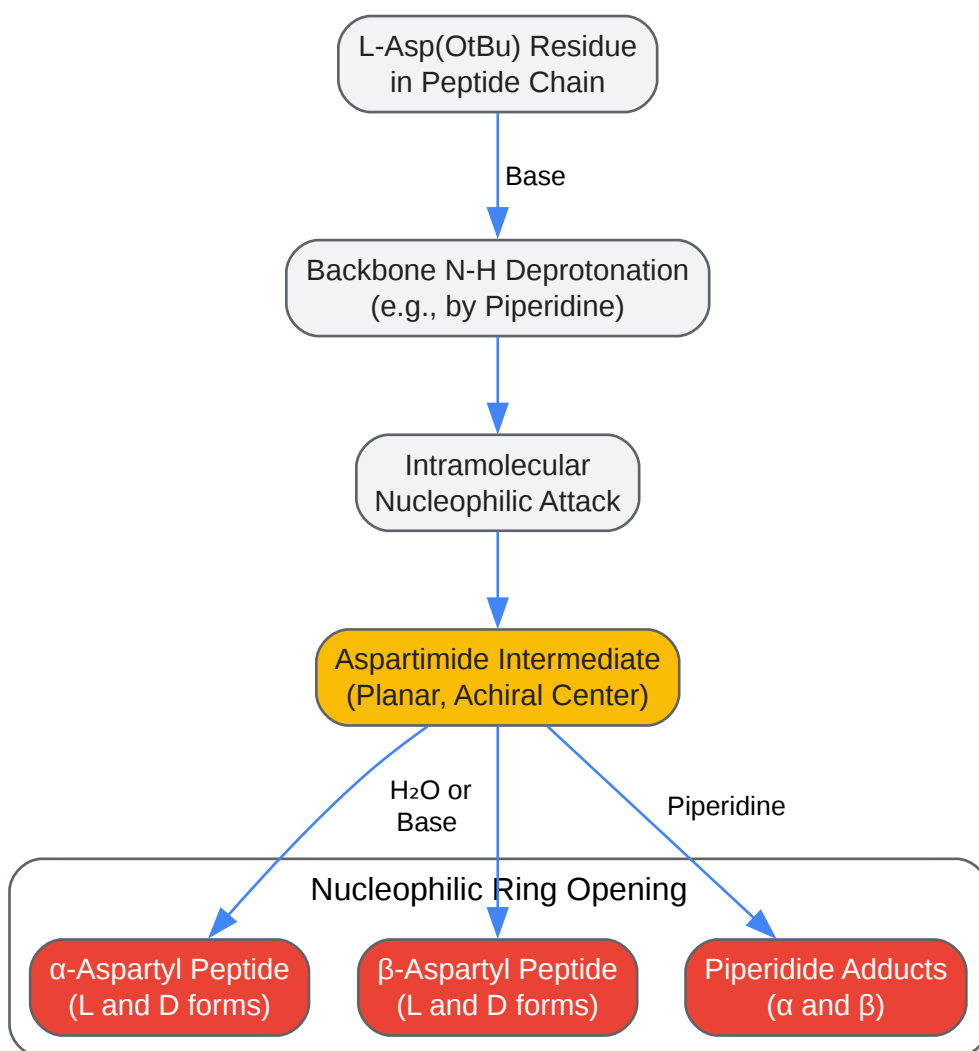 L-Asp(OtBu) Residue
in Peptide Chain
Base
Backbone N-H Deprotonation
(e.g., by Piperidine)
Intramolecular
Nucleophilic Attack
Aspartimide Intermediate
(Planar, Achiral Center)
H₂O or
Base
Piperidine
Nucleophilic Ring Opening
α-Aspartyl Peptide
(L and D forms)
β-Aspartyl Peptide
(L and D forms)
Piperidide Adducts
(α and β)